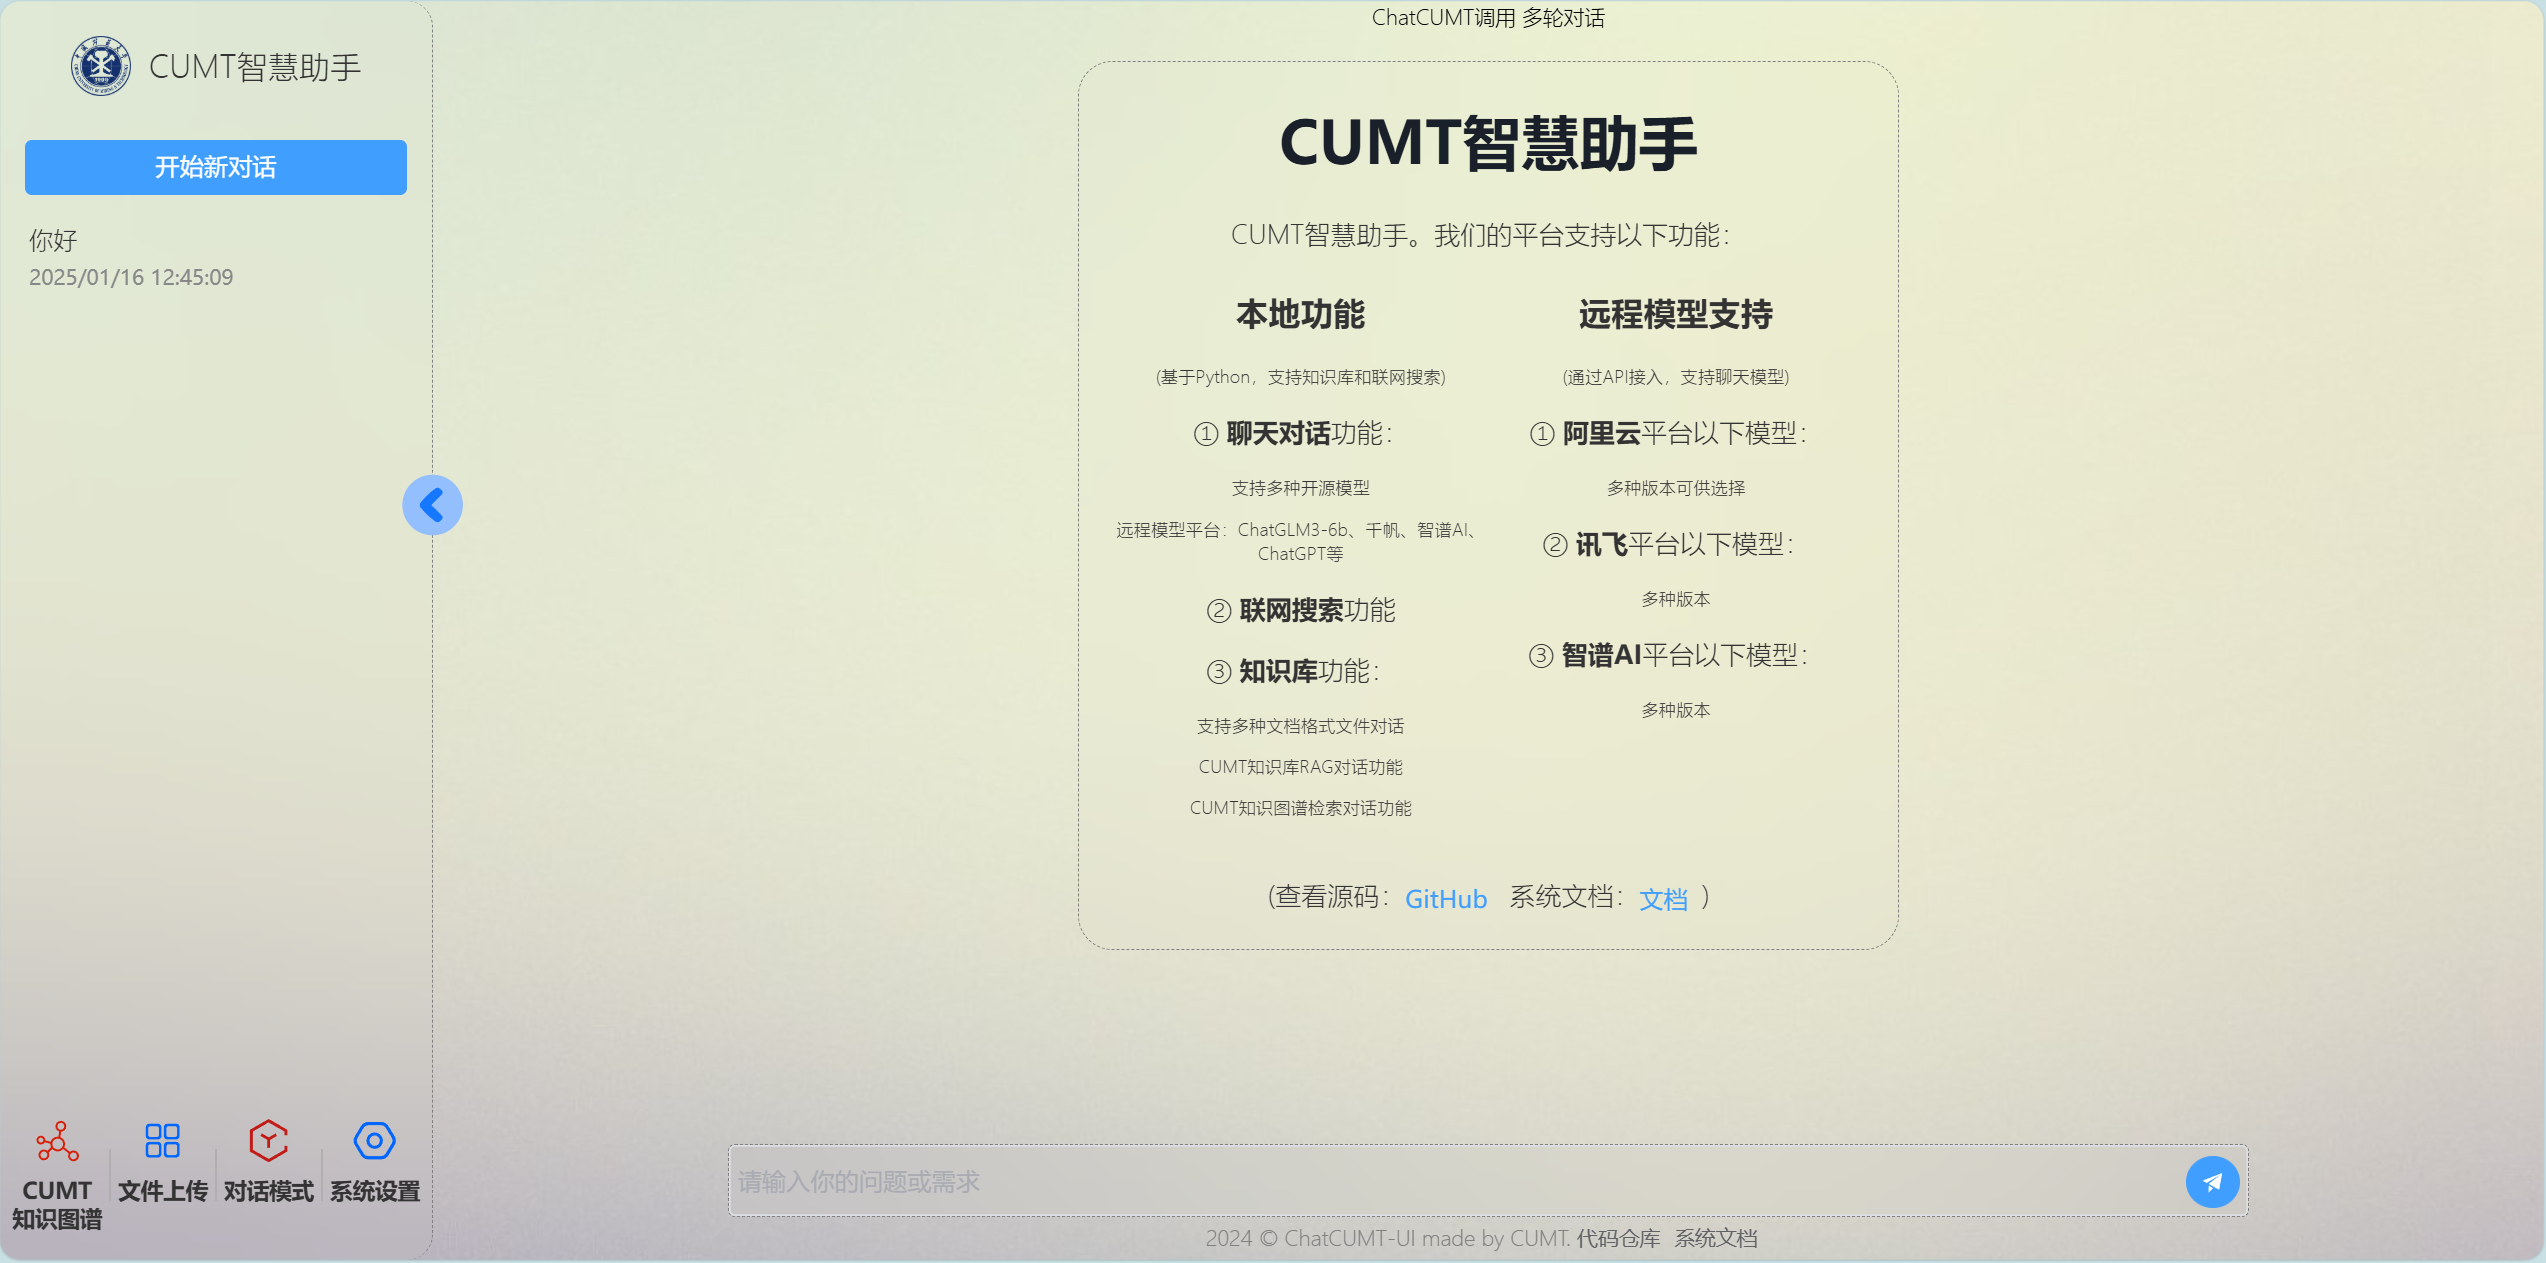 CUMT智慧助手
开始新对话
你好
2025/01/16 12:45:09
CUMT
知识图谱
文件上传
对话模式
系统设置
ChatCUMT调用 多轮对话
CUMT智慧助手
CUMT智慧助手。我们的平台支持以下功能：
本地功能
(基于Python，支持知识库和联网搜索)
① 聊天对话功能：
支持多种开源模型
远程模型平台：ChatGLM3-6b、千帆、智谱AI、
ChatGPT等
② 联网搜索功能
③ 知识库功能：
支持多种文档格式文件对话
CUMT知识库RAG对话功能
CUMT知识图谱检索对话功能
远程模型支持
(通过API接入，支持聊天模型)
① 阿里云平台以下模型：
多种版本可供选择
② 讯飞平台以下模型：
多种版本
③ 智谱AI平台以下模型：
多种版本
(查看源码：GitHub 系统文档：文档 )
请输入你的问题或需求
2024 © ChatCUMT-UI made by CUMT. 代码仓库 系统文档